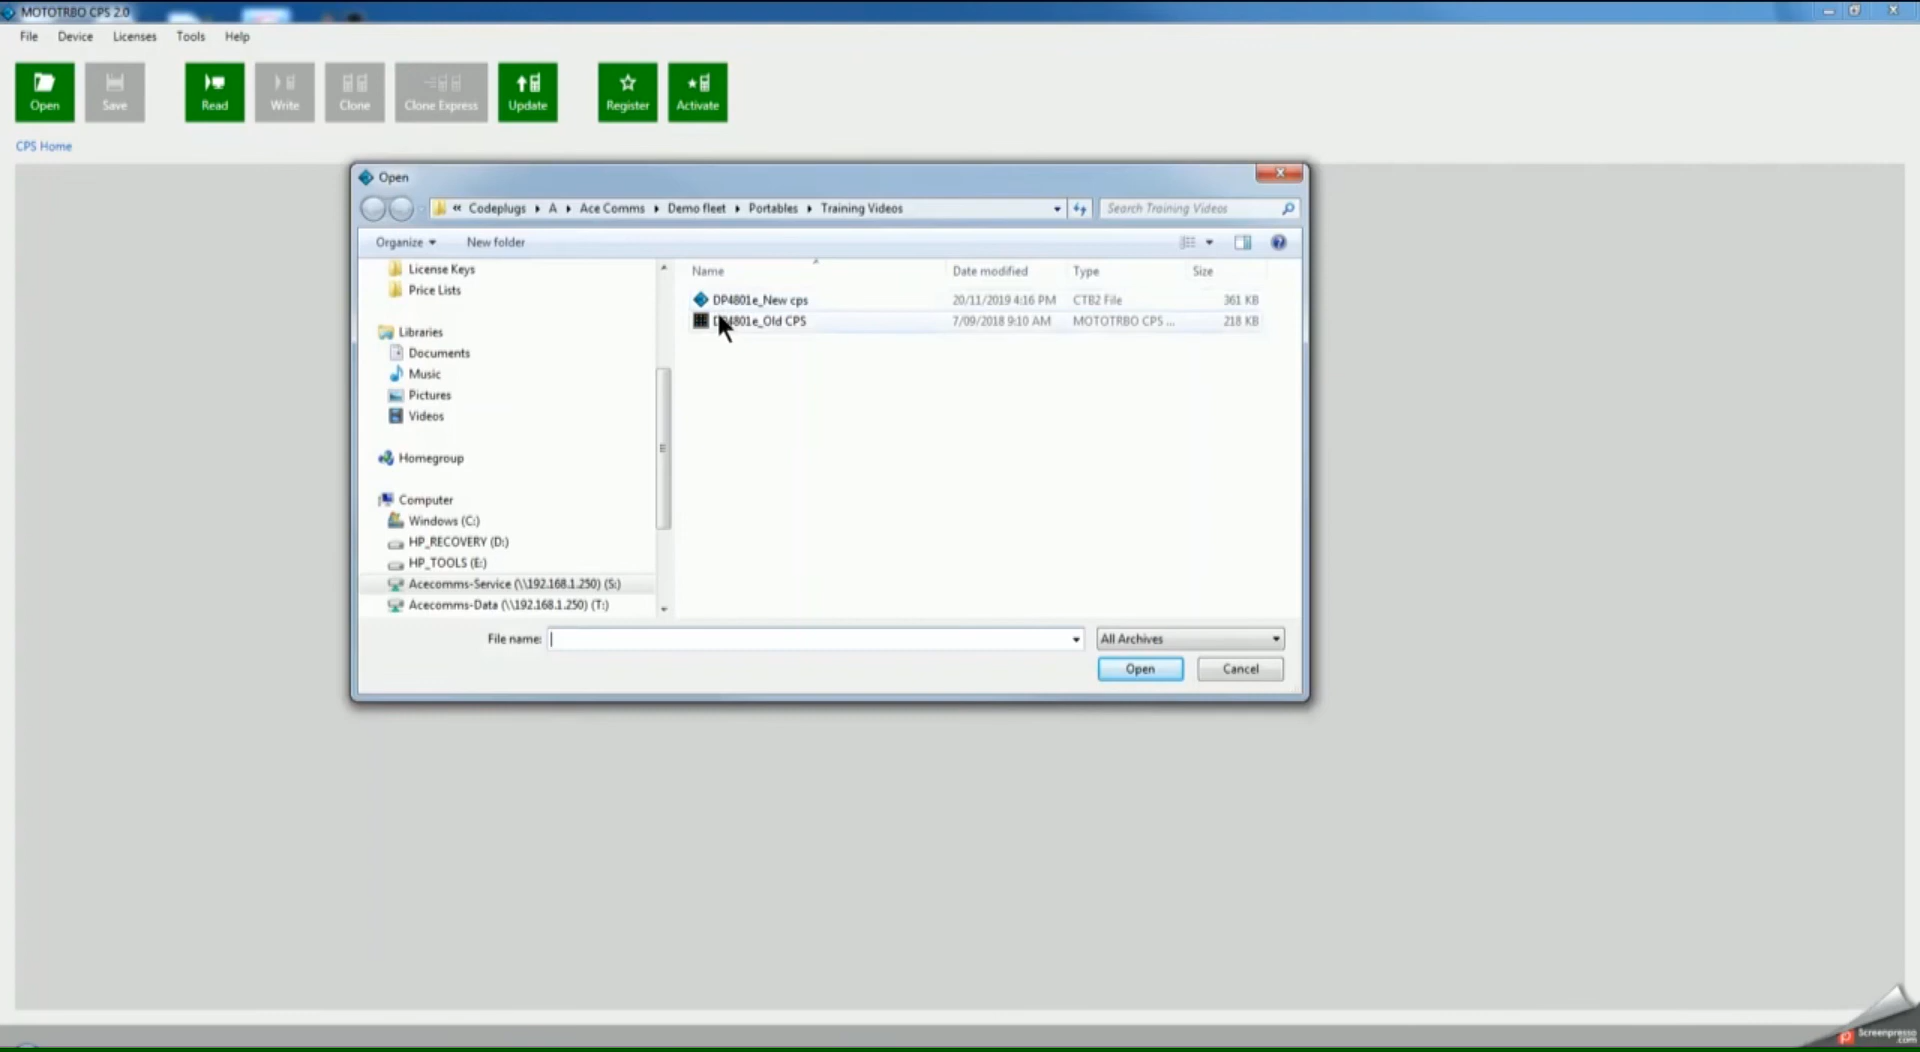 MOTOTRBO CPS 2.0
File Device Licenses Tools Help
Open Save Read Write Clone Clone Express Update Register Activate
CPS Home
Open
« Codeplugs A Ace Comms Demo fleet Portables Training Videos Search Training Videos
Organize New folder
License Keys
Price Lists
Libraries
Documents
Music
Pictures
Videos
Homegroup
Computer
Windows (C:)
HP_RECOVERY (D:)
HP_TOOLS (E:)
Acecomms-Service (\\192.168.1.250) (S:)
Acecomms-Data (\\192.168.1.250) (T:)
Name Date modified Type Size
DP4801e_New cps 20/11/2019 4:16 PM CTB2 File 361 KB
DP4801e_Old CPS 7/09/2018 9:10 AM MOTOTRBO CPS ... 218 KB
File name: All Archives
Open Cancel
Screenpresso
.com